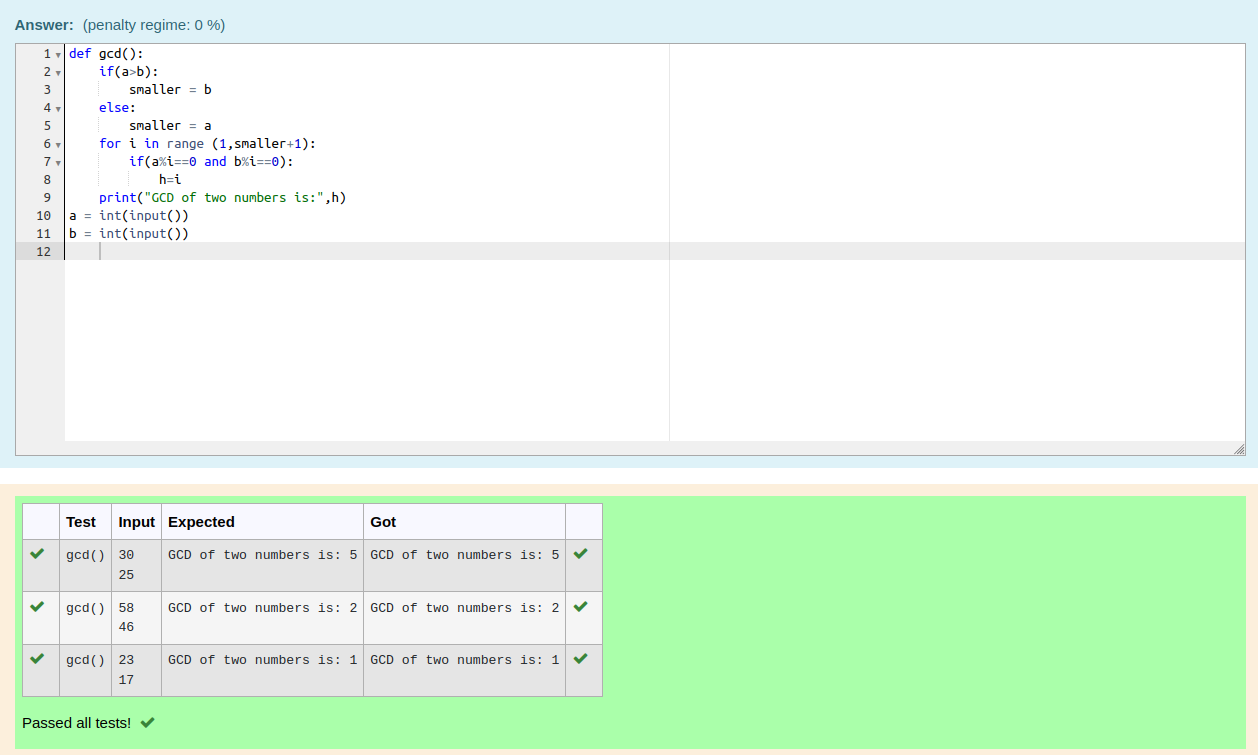 Answer: (penalty regime: 0 %)
1 def gcd():
2     if(a>b):
3         smaller = b
4     else:
5         smaller = a
6     for i in range (1,smaller+1):
7         if(a%i==0 and b%i==0):
8             h=i
9     print("GCD of two numbers is:",h)
10 a = int(input())
11 b = int(input())
12
Test Input Expected Got
gcd() 30 GCD of two numbers is: 5 GCD of two numbers is: 5
25
gcd() 58 GCD of two numbers is: 2 GCD of two numbers is: 2
46
gcd() 23 GCD of two numbers is: 1 GCD of two numbers is: 1
17
Passed all tests!